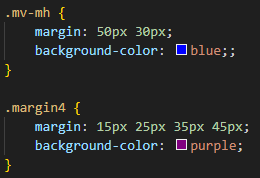 .mv-mh {
    margin: 50px 30px;
    background-color: blue;;
}

.margin4 {
    margin: 15px 25px 35px 45px;
    background-color: purple;
}